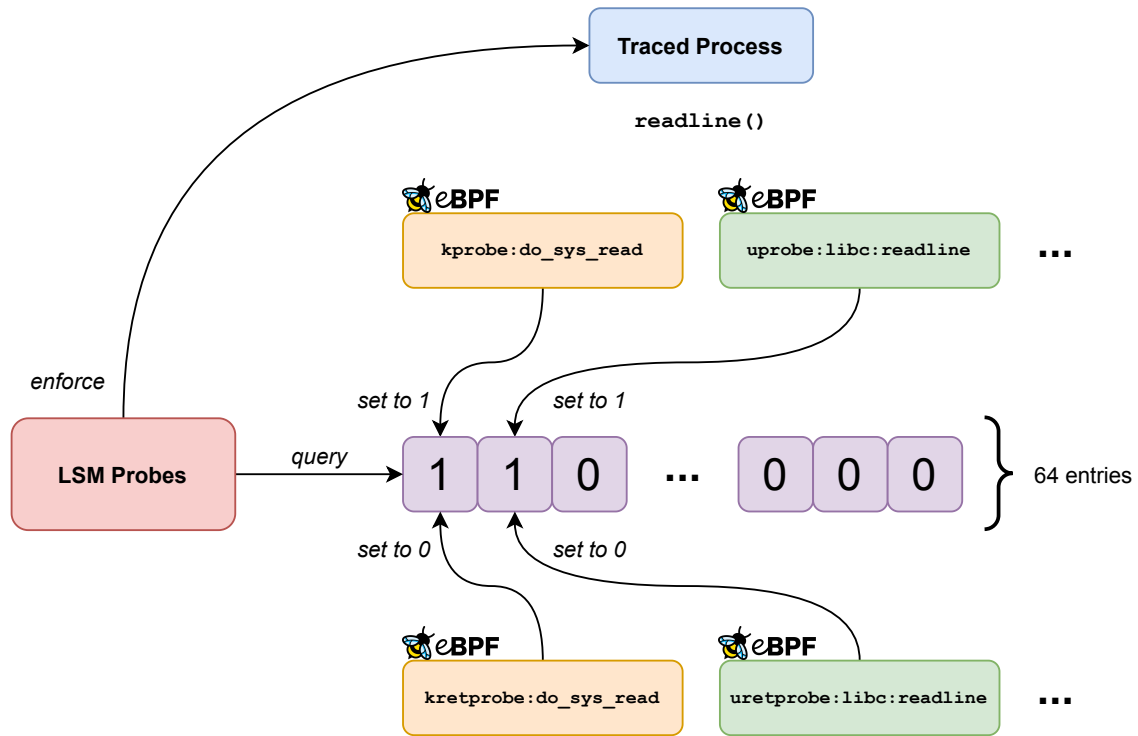 Traced Process
readline()
eBPF
eBPF
kprobe:do_sys_read
uprobe:libc:readline
...
enforce
set to 1
set to 1
LSM Probes
query
1
1
0
...
0
0
0
64 entries
set to 0
set to 0
eBPF
eBPF
kretprobe:do_sys_read
uretprobe:libc:readline
...